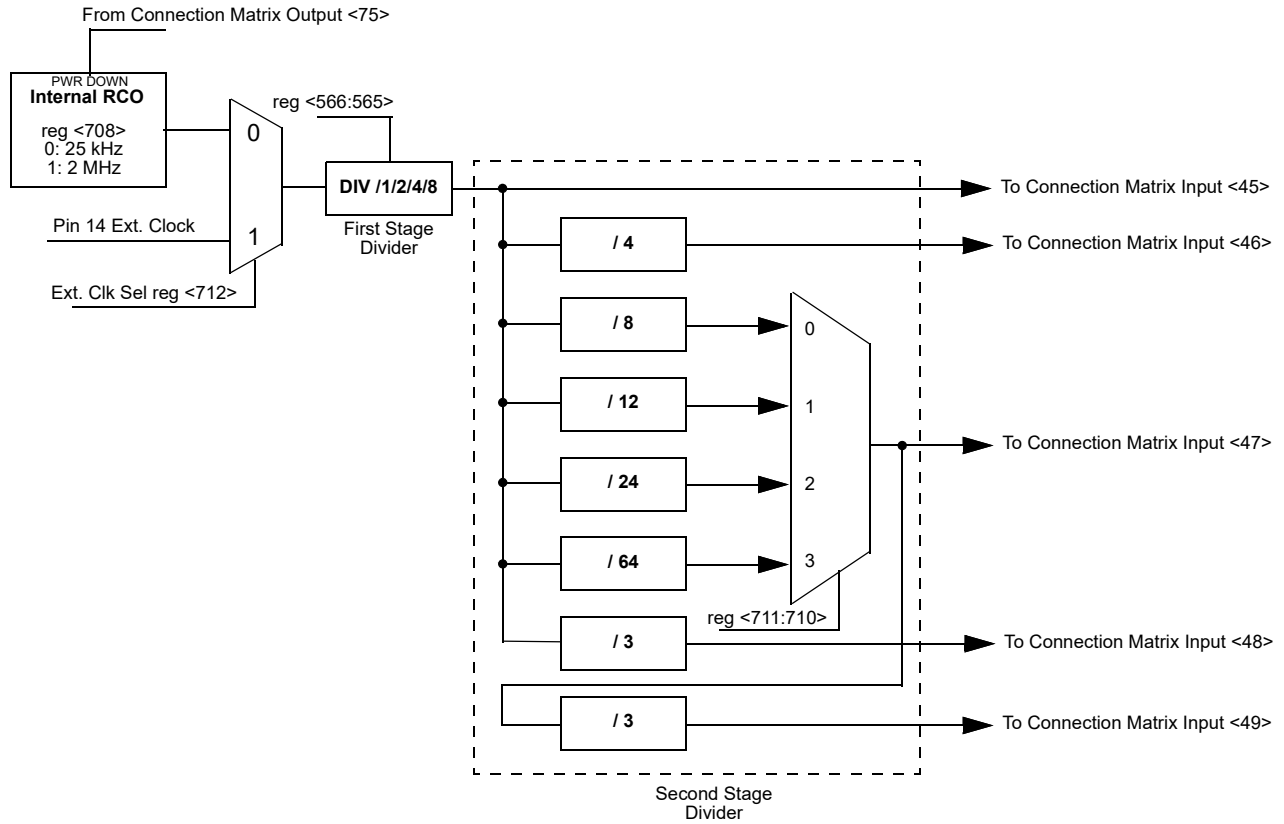 From Connection Matrix Output <75>
PWR DOWN
Internal RCO
reg <708>
0: 25 kHz
1: 2 MHz
0
1
Pin 14 Ext. Clock
Ext. Clk Sel reg <712>
reg <566:565>
DIV /1/2/4/8
First Stage
Divider
To Connection Matrix Input <45>
/ 4
To Connection Matrix Input <46>
/ 8
0
/ 12
1
To Connection Matrix Input <47>
/ 24
2
/ 64
3
reg <711:710>
/ 3
To Connection Matrix Input <48>
/ 3
To Connection Matrix Input <49>
Second Stage
Divider